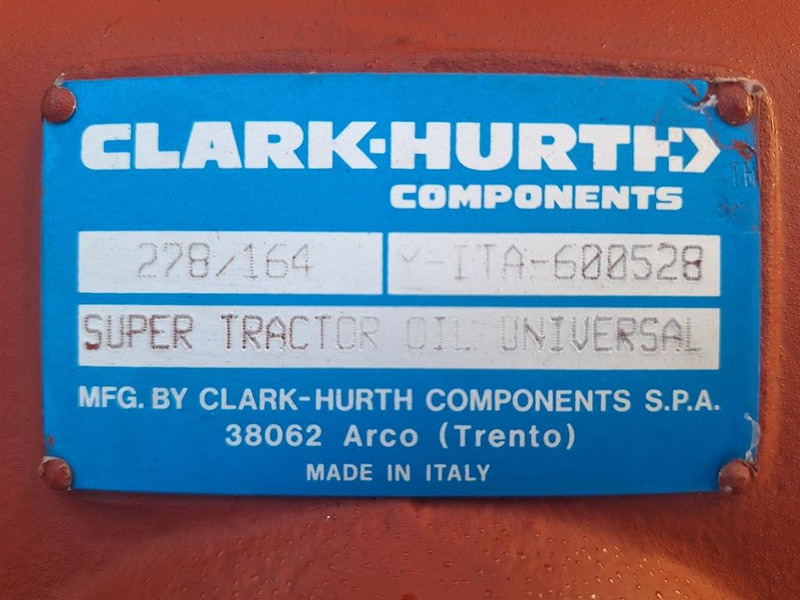 CLARK-HURTH
COMPONENTS
278/164 Y-ITA-600528
SUPER TRACTOR OIL UNIVERSAL
MFG. BY CLARK-HURTH COMPONENTS S.P.A.
38062 Arco (Trento)
MADE IN ITALY